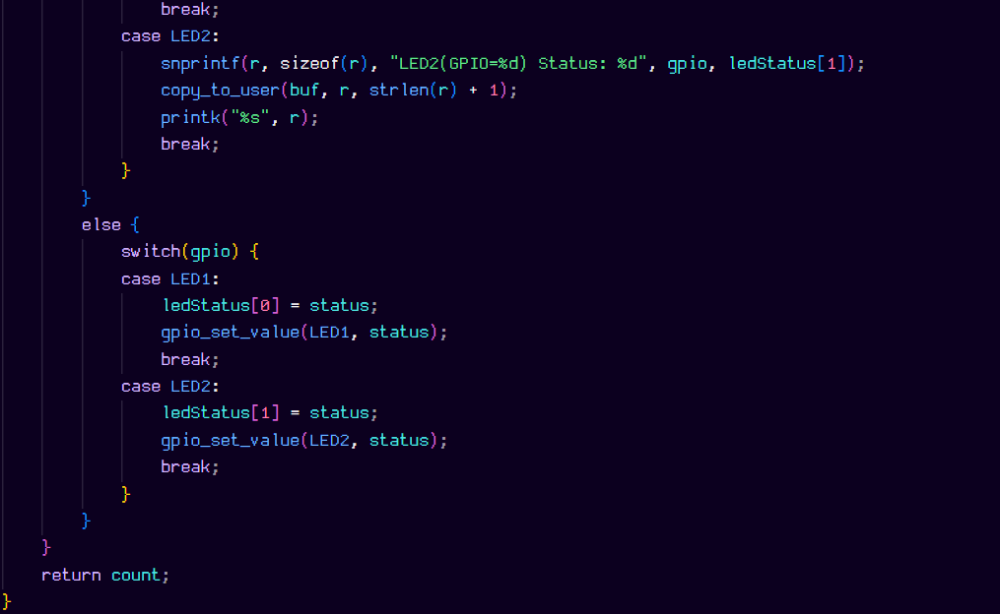 break;
        case LED2:
            snprintf(r, sizeof(r), "LED2(GPIO=%d) Status: %d", gpio, ledStatus[1]);
            copy_to_user(buf, r, strlen(r) + 1);
            printk("%s", r);
            break;
        }
    }
    else {
        switch(gpio) {
        case LED1:
            ledStatus[0] = status;
            gpio_set_value(LED1, status);
            break;
        case LED2:
            ledStatus[1] = status;
            gpio_set_value(LED2, status);
            break;
        }
    }
}
return count;
}